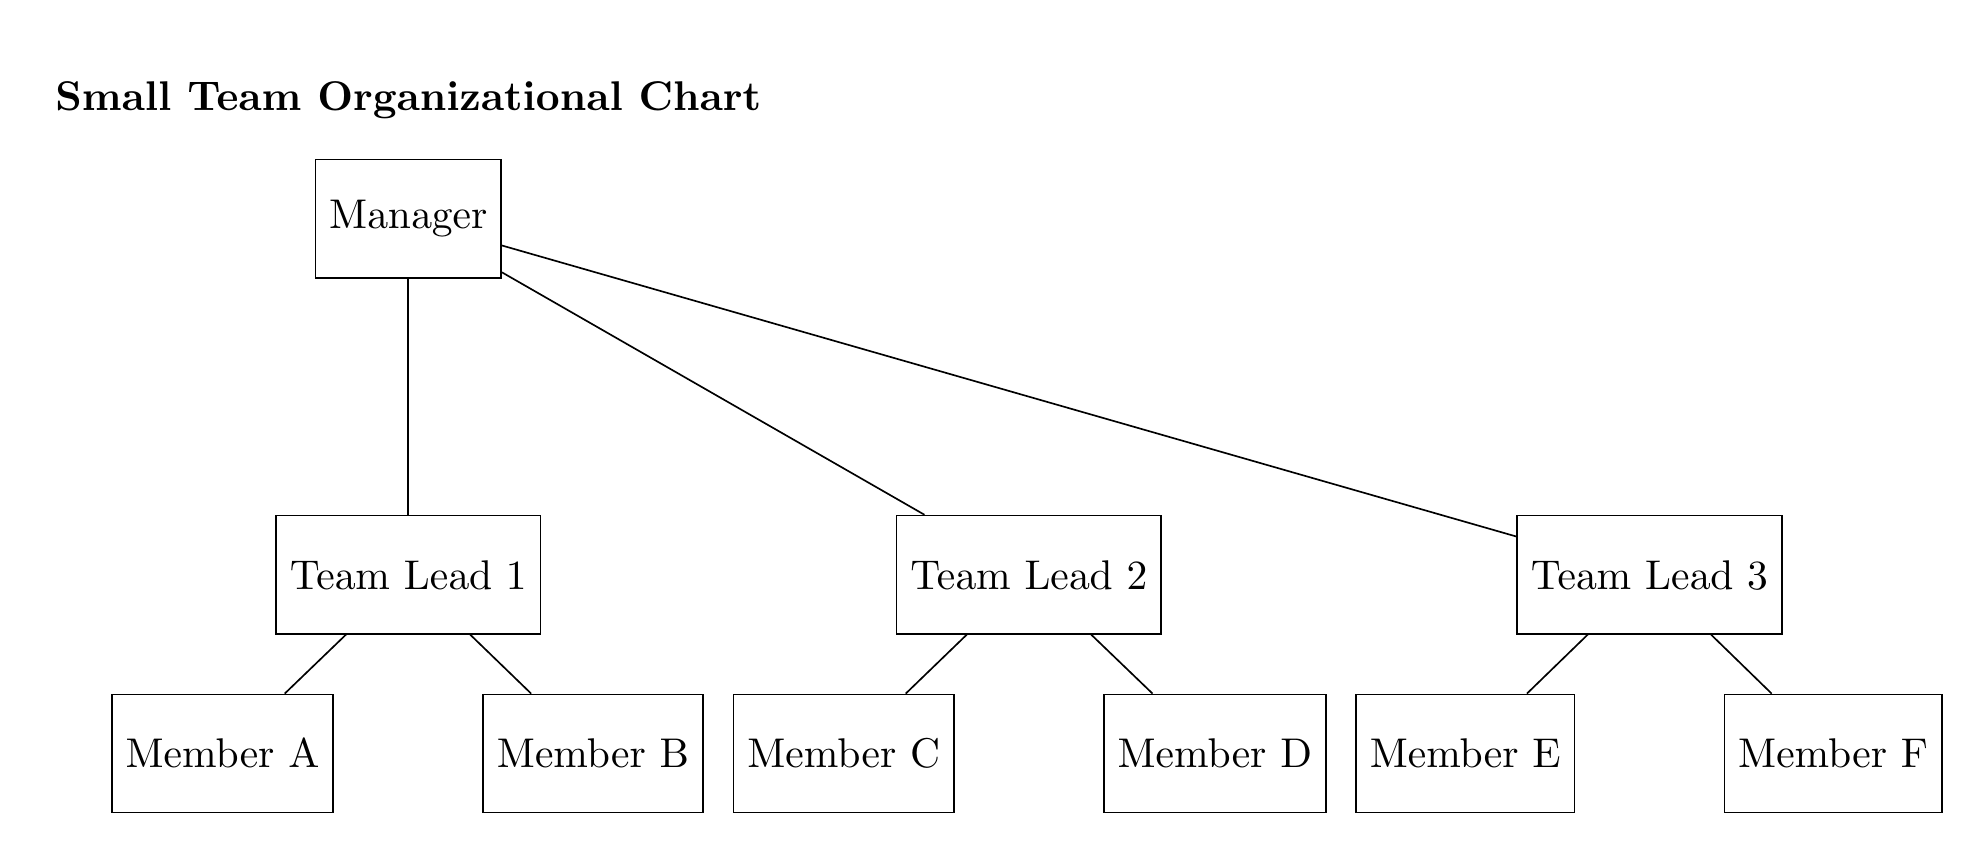 Small Team Organizational Chart
Manager
Team Lead 1
Team Lead 2
Team Lead 3
Member A
Member B
Member C
Member D
Member E
Member F